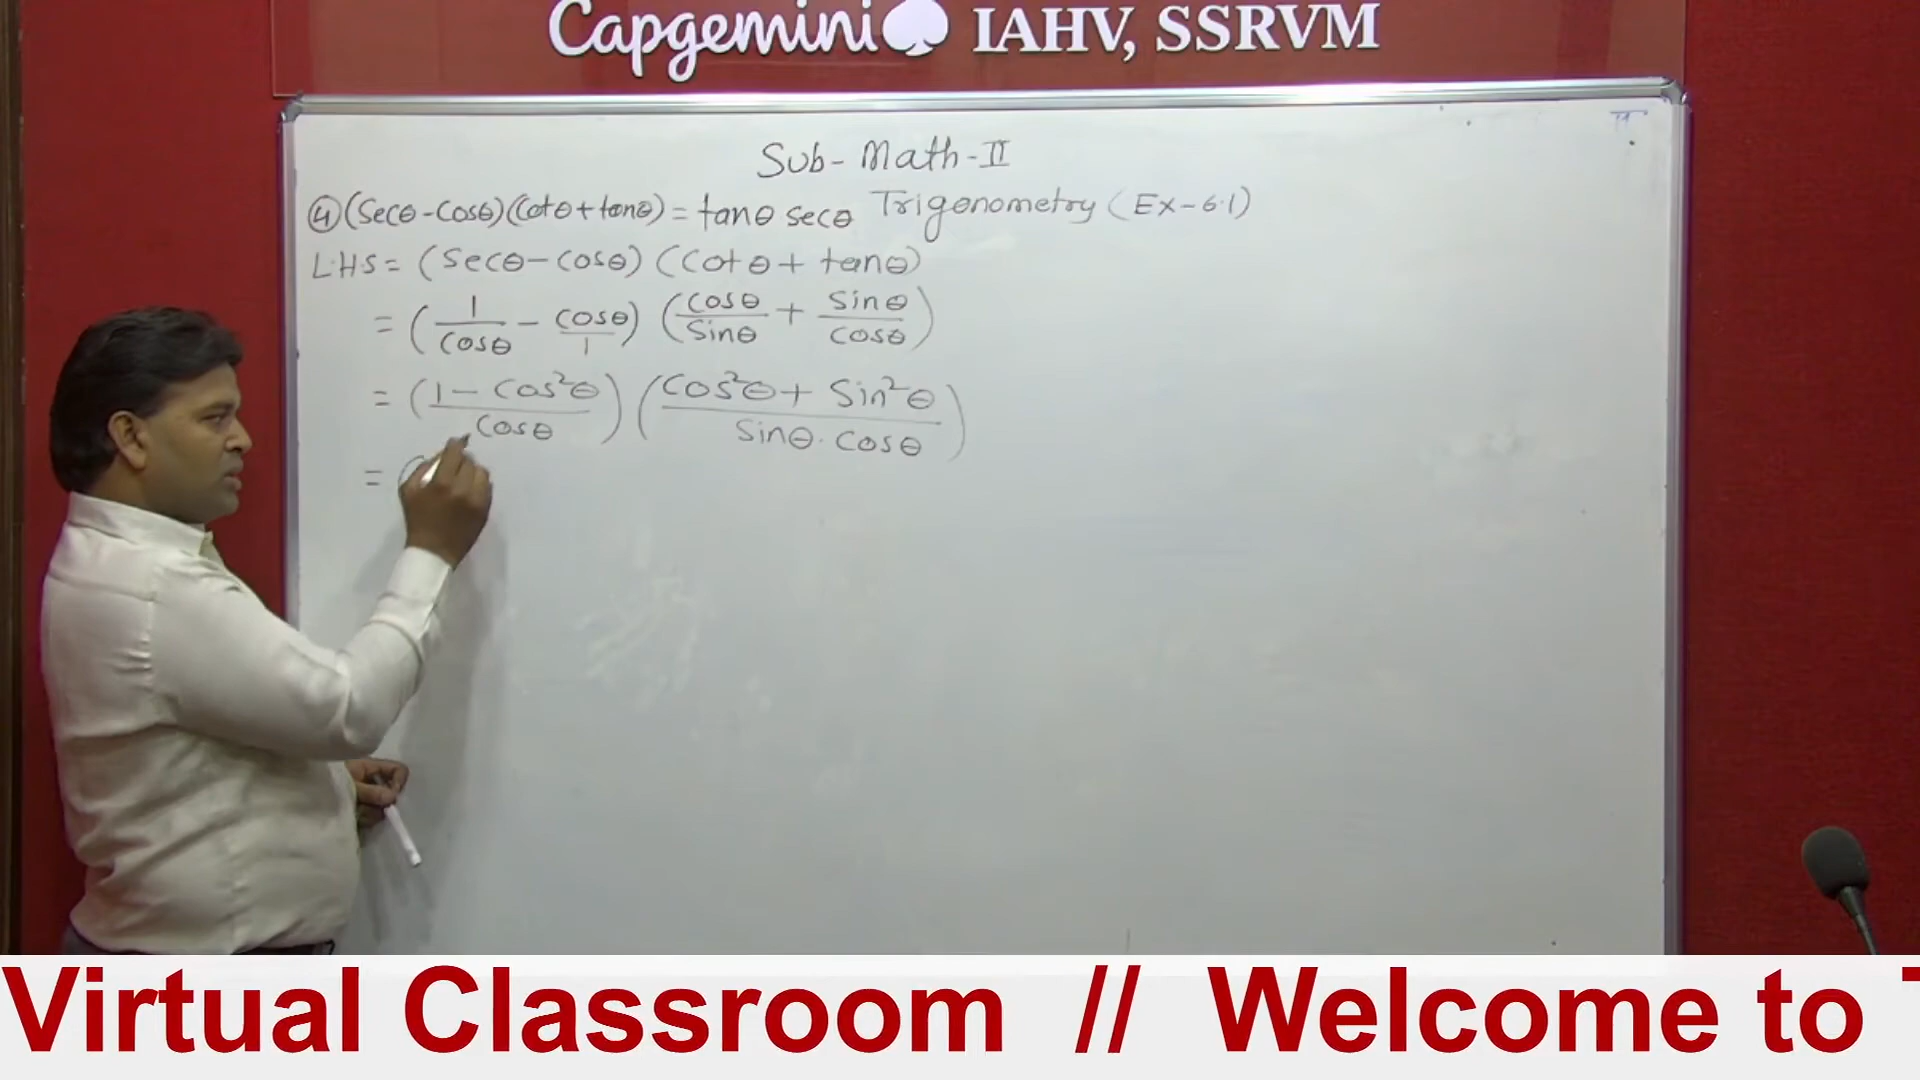 Capgemini IAHV, SSRVM
Sub- Math-II
④ (Secθ - Cosθ) (Cotθ + tanθ) = tanθ secθ Trigenometry (Ex-6.1)
L.H.S = (Secθ - Cosθ) (Cotθ + tanθ)
= (1/Cosθ - Cosθ/1) (Cosθ/Sinθ + Sinθ/Cosθ)
= (1 - Cos²θ/Cosθ) (Cos²θ + Sin²θ/Sinθ. Cosθ)
= (
Virtual Classroom // Welcome to